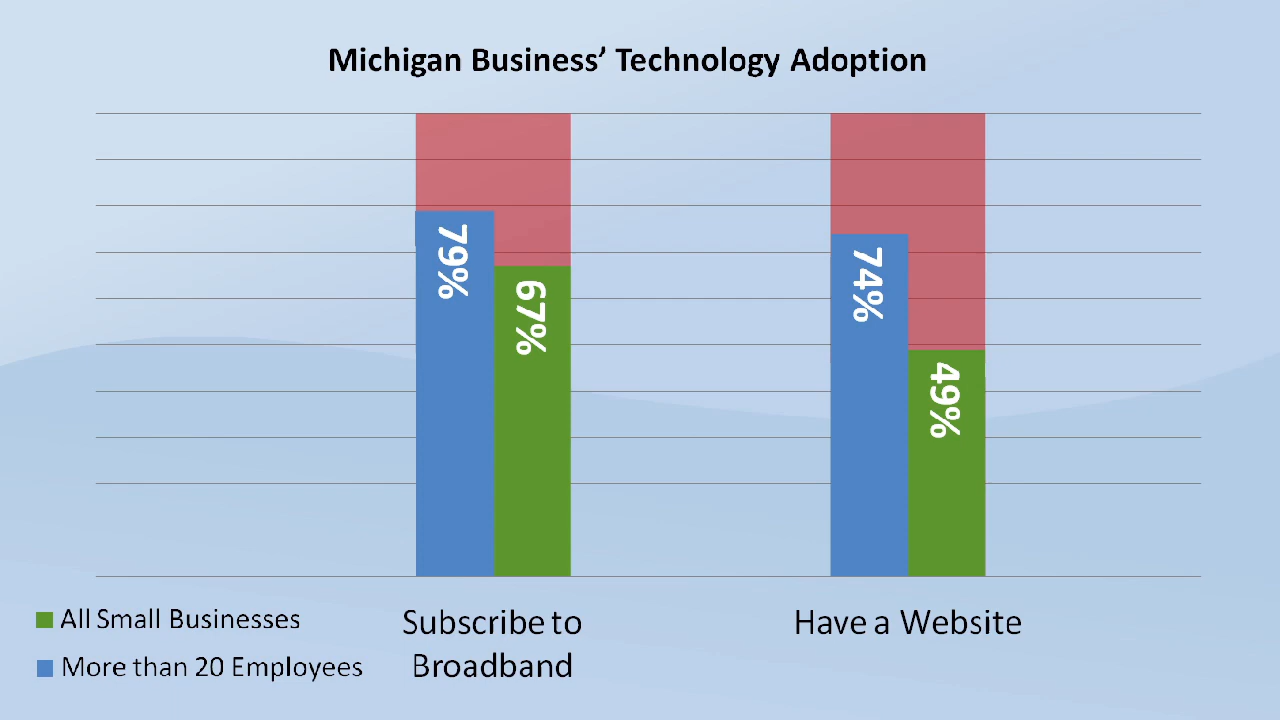 Michigan Business’ Technology Adoption
79%
67%
74%
49%
All Small Businesses
More than 20 Employees
Subscribe to
Broadband
Have a Website